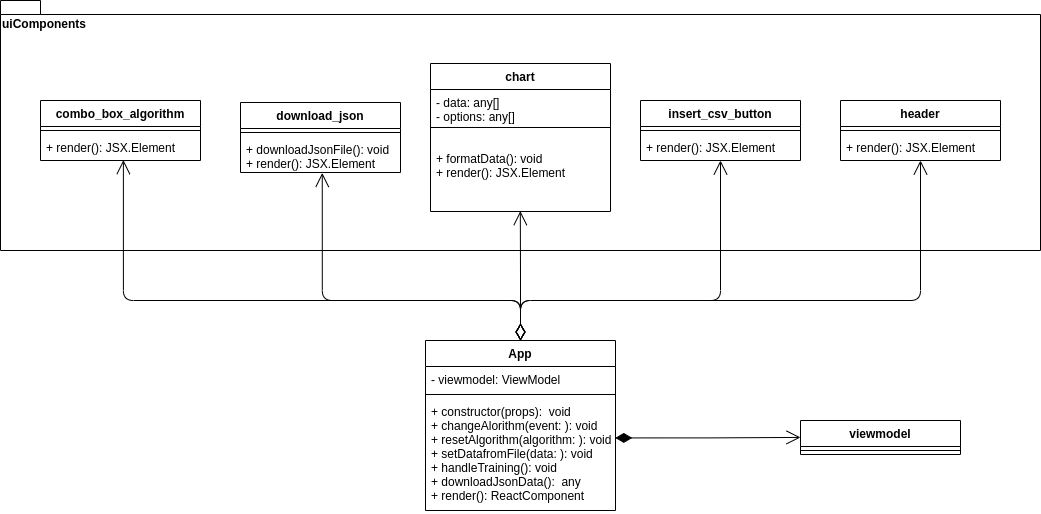 uiComponents
combo_box_algorithm
+ render(): JSX.Element
download_json
+ downloadJsonFile(): void
+ render(): JSX.Element
chart
- data: any[]
- options: any[]
+ formatData(): void
+ render(): JSX.Element
insert_csv_button
+ render(): JSX.Element
header
+ render(): JSX.Element
App
- viewmodel: ViewModel
+ constructor(props):  void
+ changeAlorithm(event: ): void
+ resetAlgorithm(algorithm: ): void
+ setDatafromFile(data: ): void
+ handleTraining(): void
+ downloadJsonData():  any
+ render(): ReactComponent
viewmodel